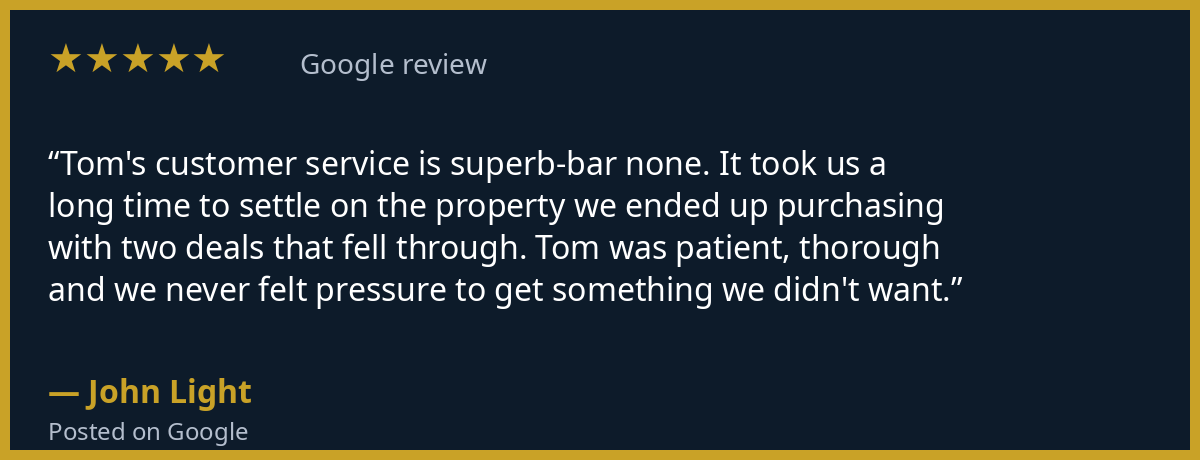 ★★★★★ Google review
“Tom's customer service is superb-bar none. It took us a
long time to settle on the property we ended up purchasing
with two deals that fell through. Tom was patient, thorough
and we never felt pressure to get something we didn't want.”
— John Light
Posted on Google